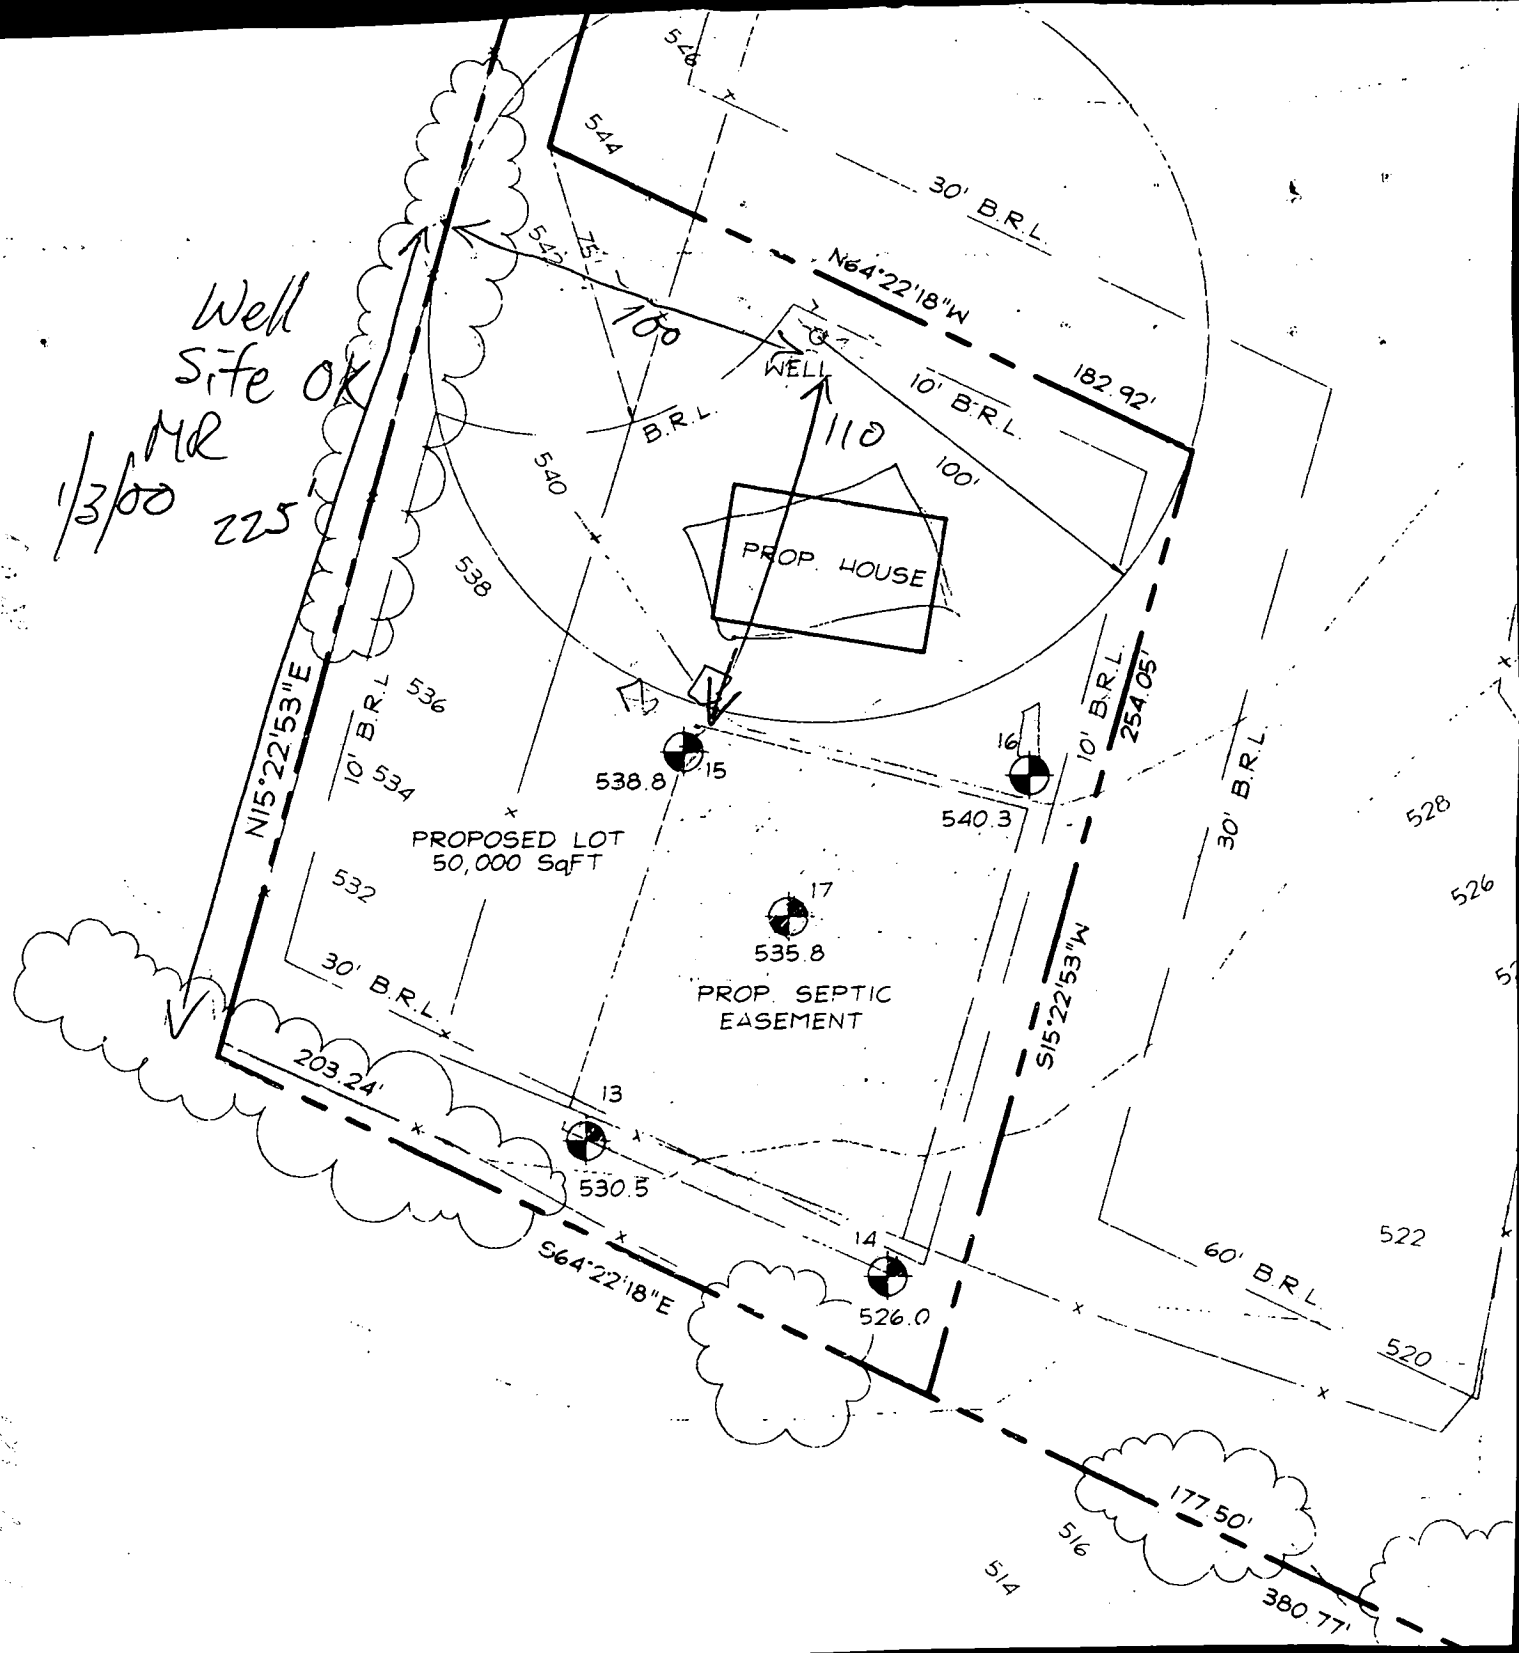 546
544
30' B.R.L.
542
75'
N64°22'18"W
Well
Site OK
MR
1/3/00
225'
100
WELL
182.92'
10' B.R.L.
B.R.L.
110
100'
540
538
PROP. HOUSE
536
N15°22'53"E
10' B.R.L
534
10' B.R.L.
254.05'
16
15
538.8
540.3
30' B.R.L.
528
PROPOSED LOT
50,000 SqFT
532
17
535.8
526
30' B.R.L.
PROP. SEPTIC
EASEMENT
S15°22'53"W
203.24'
13
530.5
14
526.0
S64°22'18"E
522
60' B.R.L.
520
177.50'
516
514
380.77'